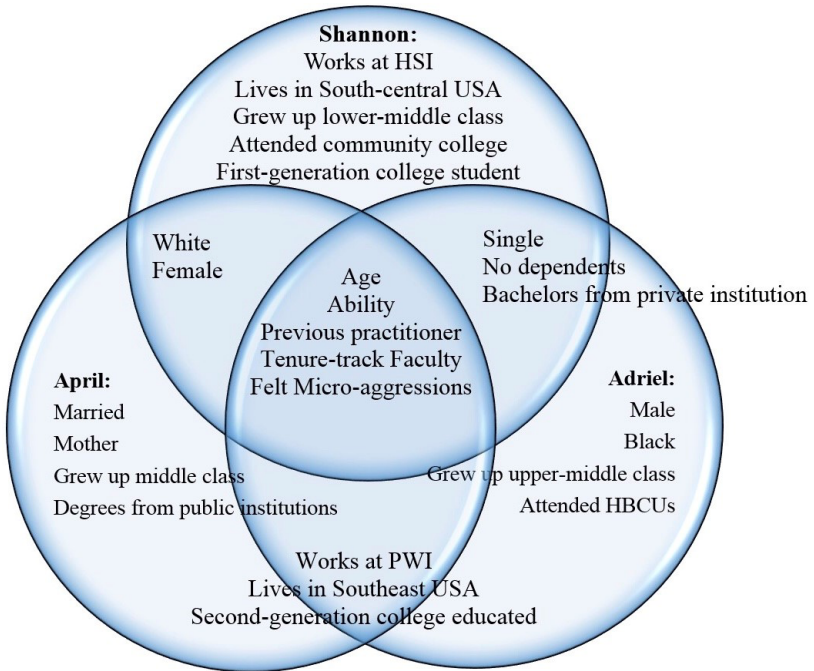 Shannon:
Works at HSI
Lives in South-central USA
Grew up lower-middle class
Attended community college
First-generation college student
White
Female
Single
No dependents
Bachelors from private institution
Age
Ability
Previous practitioner
Tenure-track Faculty
Felt Micro-aggressions
April:
Married
Mother
Grew up middle class
Degrees from public institutions
Adriel:
Male
Black
Grew up upper-middle class
Attended HBCUs
Works at PWI
Lives in Southeast USA
Second-generation college educated